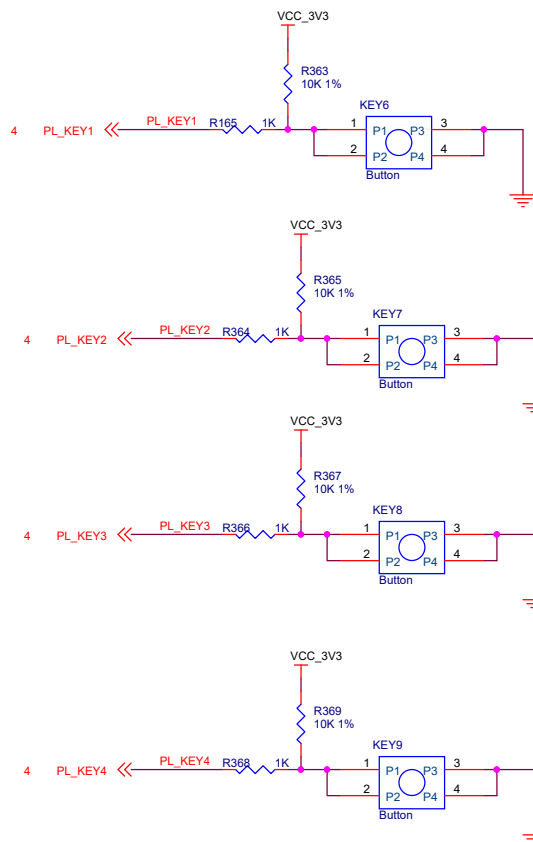 VCC_3V3
R363
10K 1%
KEY6
4 PL_KEY1 PL_KEY1 R165 1K 1 P1 P3 3
2 P2 P4 4
Button
VCC_3V3
R365
10K 1%
KEY7
4 PL_KEY2 PL_KEY2 R364 1K 1 P1 P3 3
2 P2 P4 4
Button
VCC_3V3
R367
10K 1%
KEY8
4 PL_KEY3 PL_KEY3 R366 1K 1 P1 P3 3
2 P2 P4 4
Button
VCC_3V3
R369
10K 1%
KEY9
4 PL_KEY4 PL_KEY4 R368 1K 1 P1 P3 3
2 P2 P4 4
Button